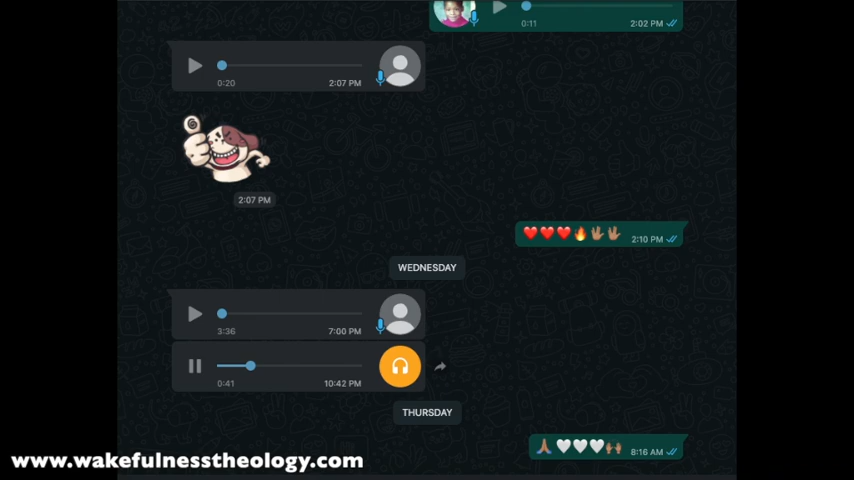 0:11 2:02 PM
0:20 2:07 PM
2:07 PM
❤️❤️❤️🔥🖖🏽🖖🏽 2:10 PM
WEDNESDAY
3:36 7:00 PM
0:41 10:42 PM
THURSDAY
🙏🏽🤍🤍🤍🙌🏽 8:16 AM
www.wakefulnesstheology.com